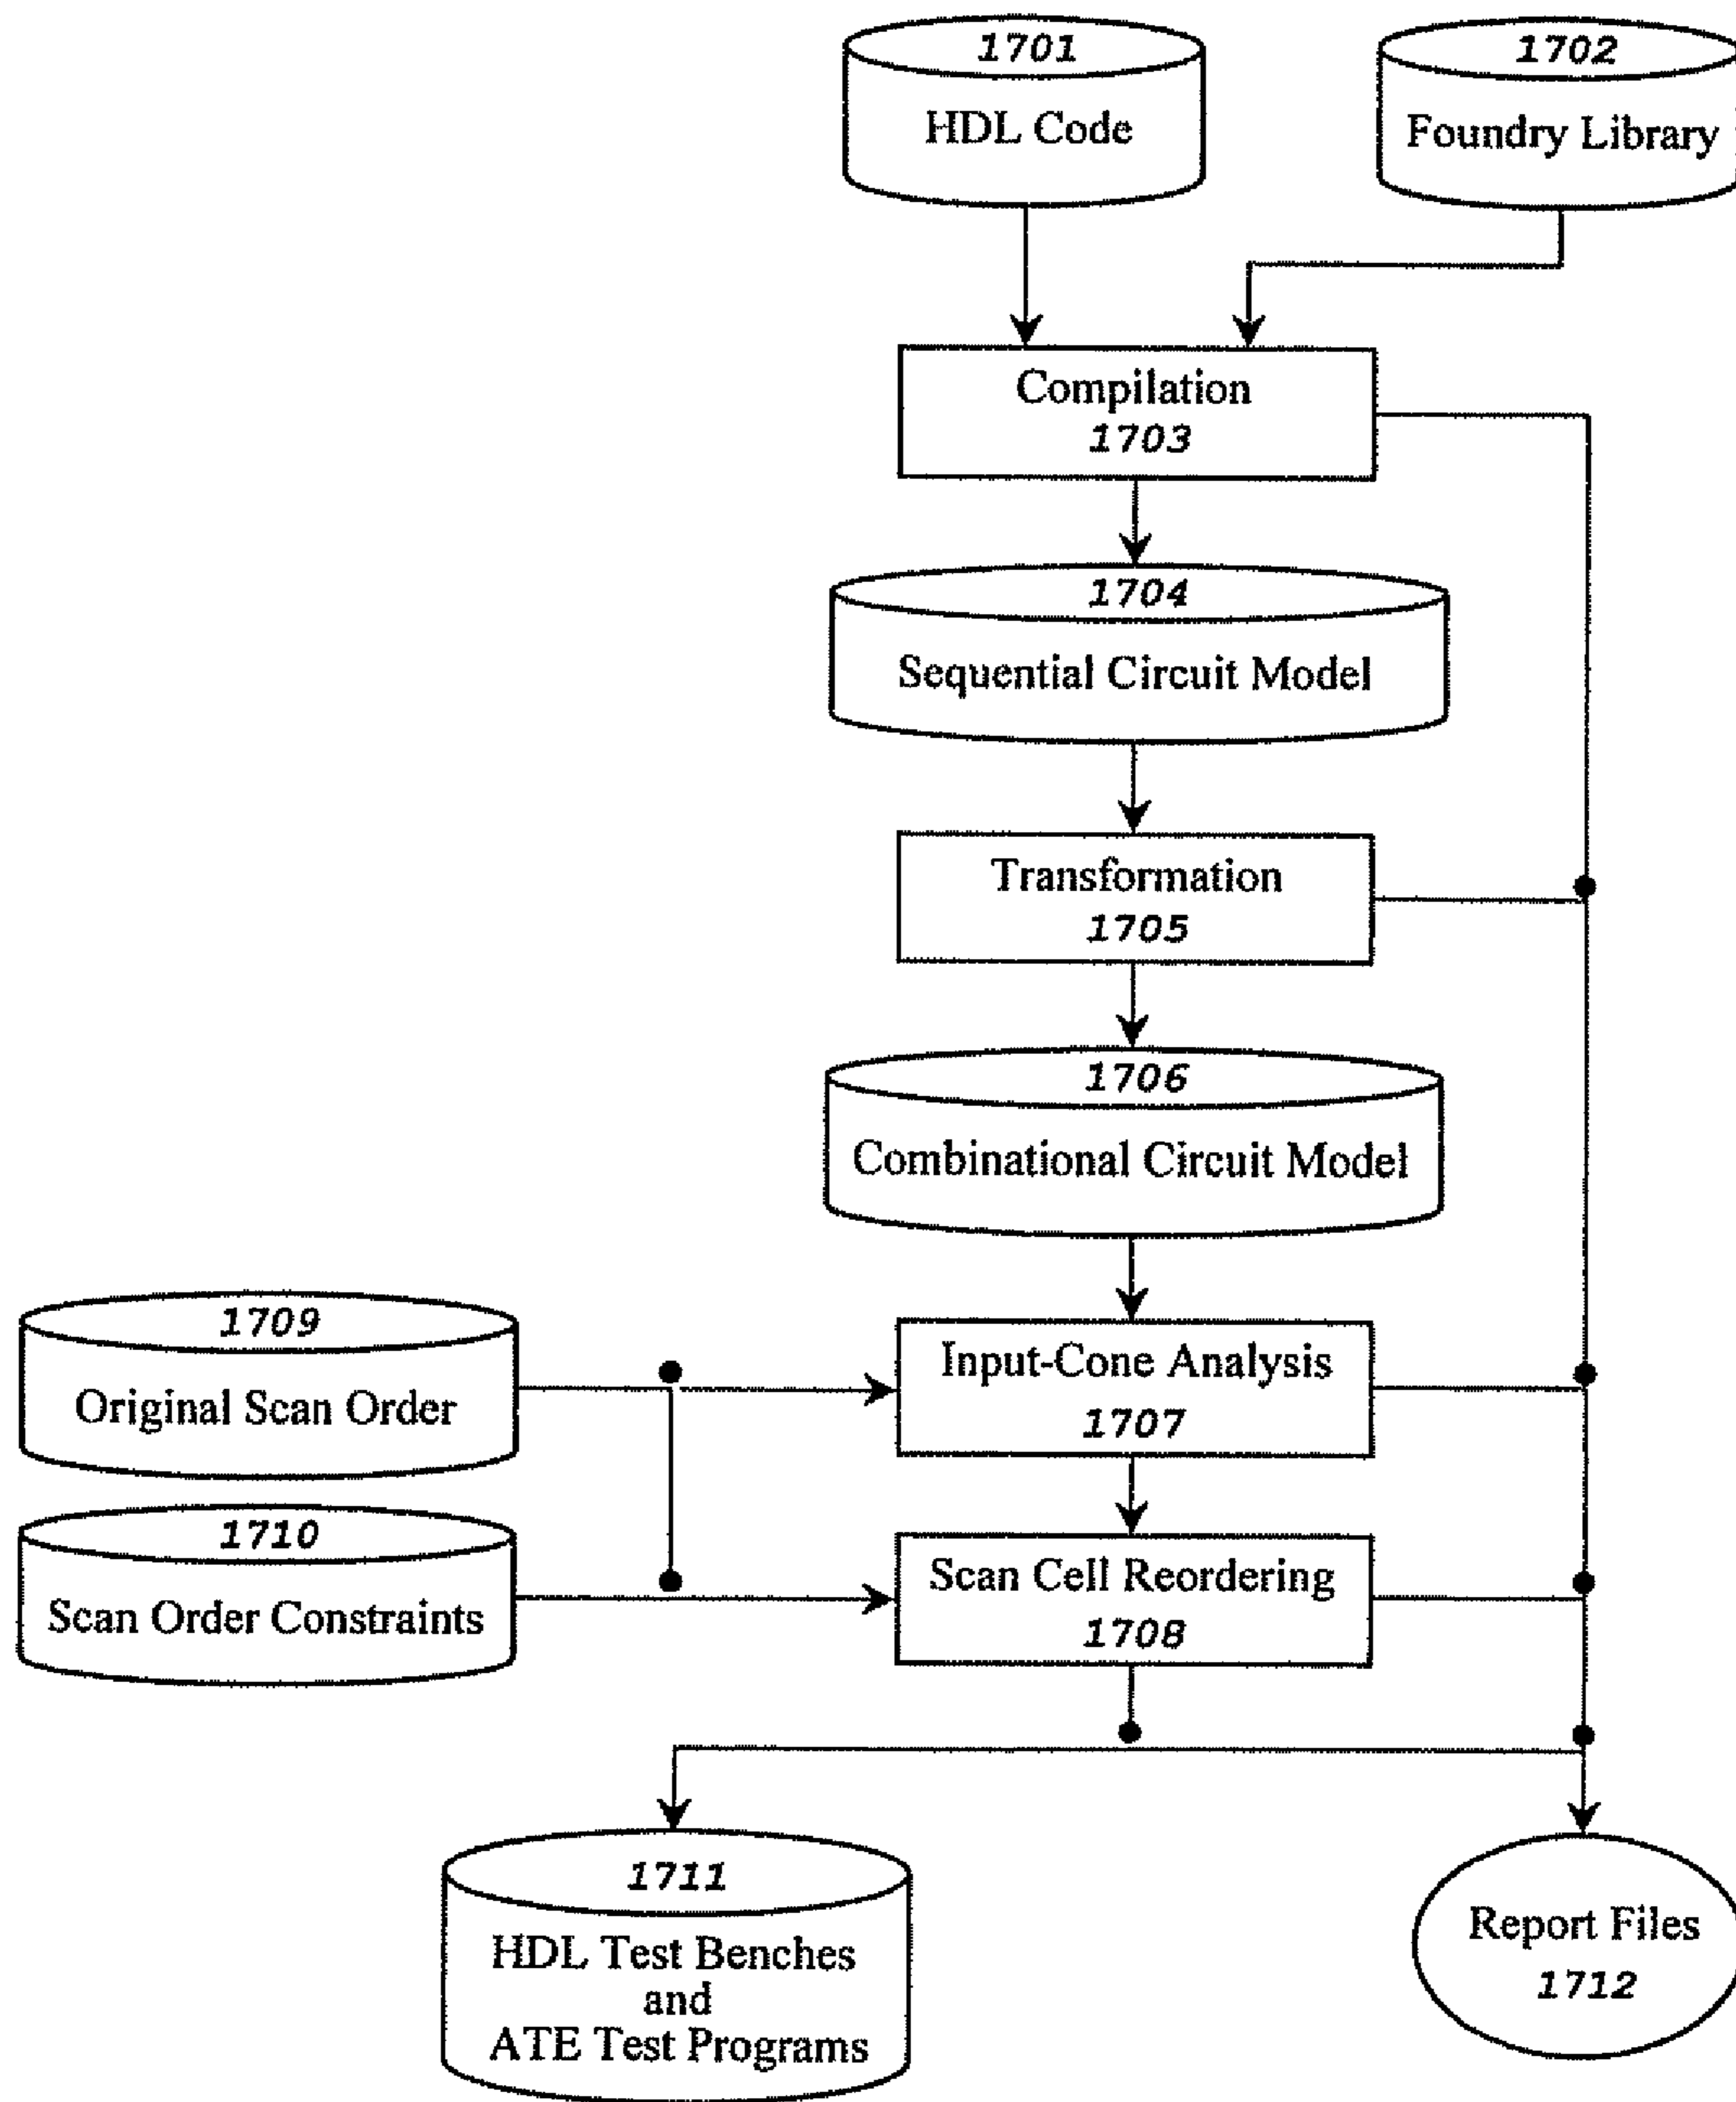 1701
HDL Code
1702
Foundry Library
Compilation
1703
1704
Sequential Circuit Model
Transformation
1705
1706
Combinational Circuit Model
1709
Original Scan Order
Input-Cone Analysis
1707
1710
Scan Order Constraints
Scan Cell Reordering
1708
1711
HDL Test Benches
and
ATE Test Programs
Report Files
1712